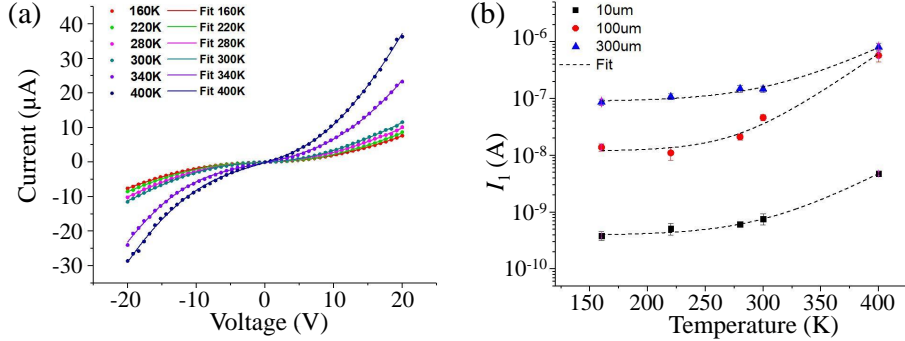 (a)
160K Fit 160K
220K Fit 220K
280K Fit 280K
300K Fit 300K
340K Fit 340K
400K Fit 400K
40
30
20
10
0
-10
-20
-30
Current (µA)
-20 -10 0 10 20
Voltage (V)
(b)
10um
100um
300um
Fit
10⁻⁶
10⁻⁷
10⁻⁸
10⁻⁹
10⁻¹⁰
I₁ (A)
150 200 250 300 350 400
Temperature (K)